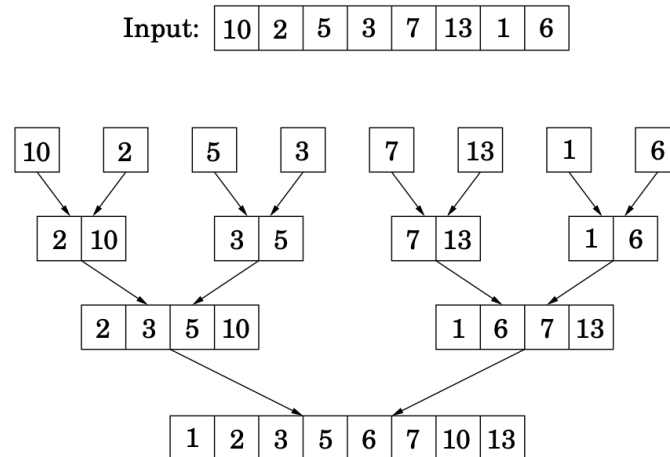 Input: 10 2 5 3 7 13 1 6
10 2 5 3 7 13 1 6
2 10 3 5 7 13 1 6
2 3 5 10 1 6 7 13
1 2 3 5 6 7 10 13